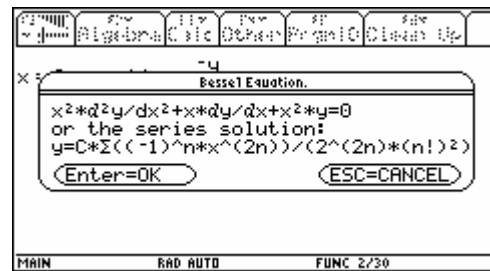 Algebra Calc Other PrgmIO Clean Up
-y
x
Bessel Equation.
x²*d²y/dx²+x*dy/dx+x²*y=0
or the series solution:
y=C*Σ((-1)^n*x^(2n))/(2^(2n)*(n!)²)
Enter=OK ESC=CANCEL
MAIN RAD AUTO FUNC 2/30